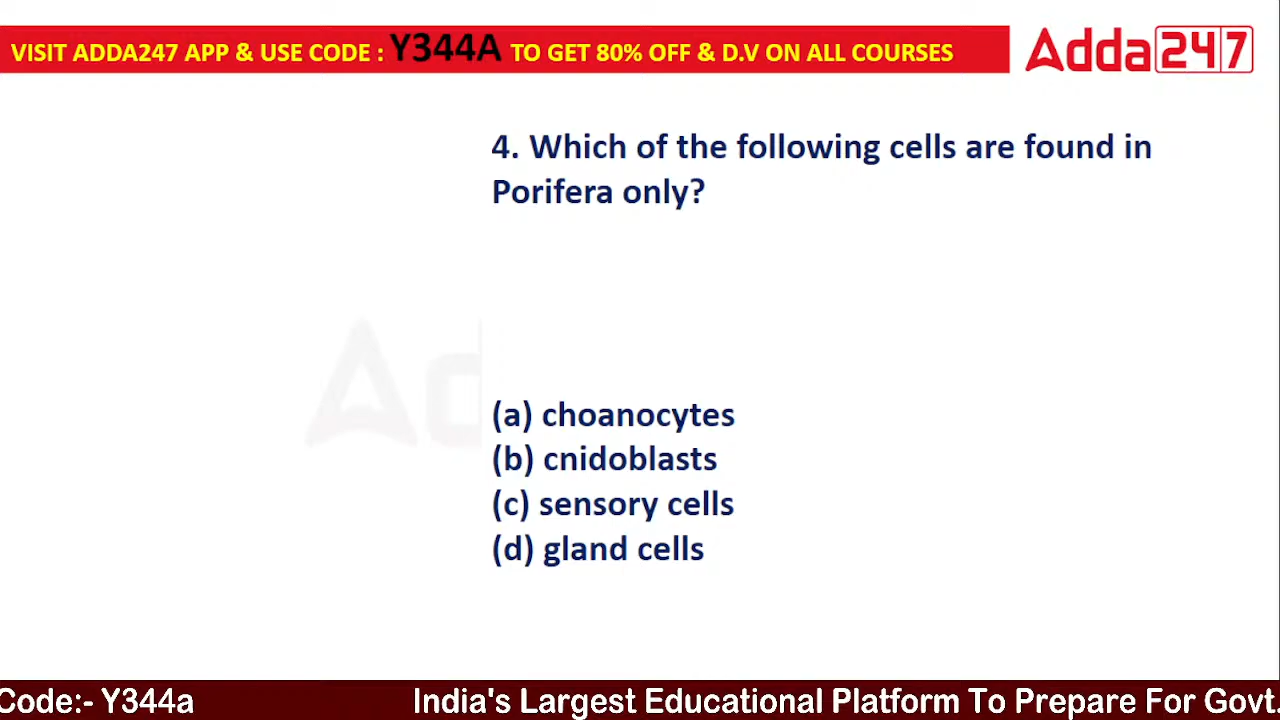 VISIT ADDA247 APP & USE CODE : Y344A TO GET 80% OFF & D.V ON ALL COURSES
Adda247
4. Which of the following cells are found in
Porifera only?
Ad
(a) choanocytes
(b) cnidoblasts
(c) sensory cells
(d) gland cells
Code:- Y344a
India's Largest Educational Platform To Prepare For Govt.